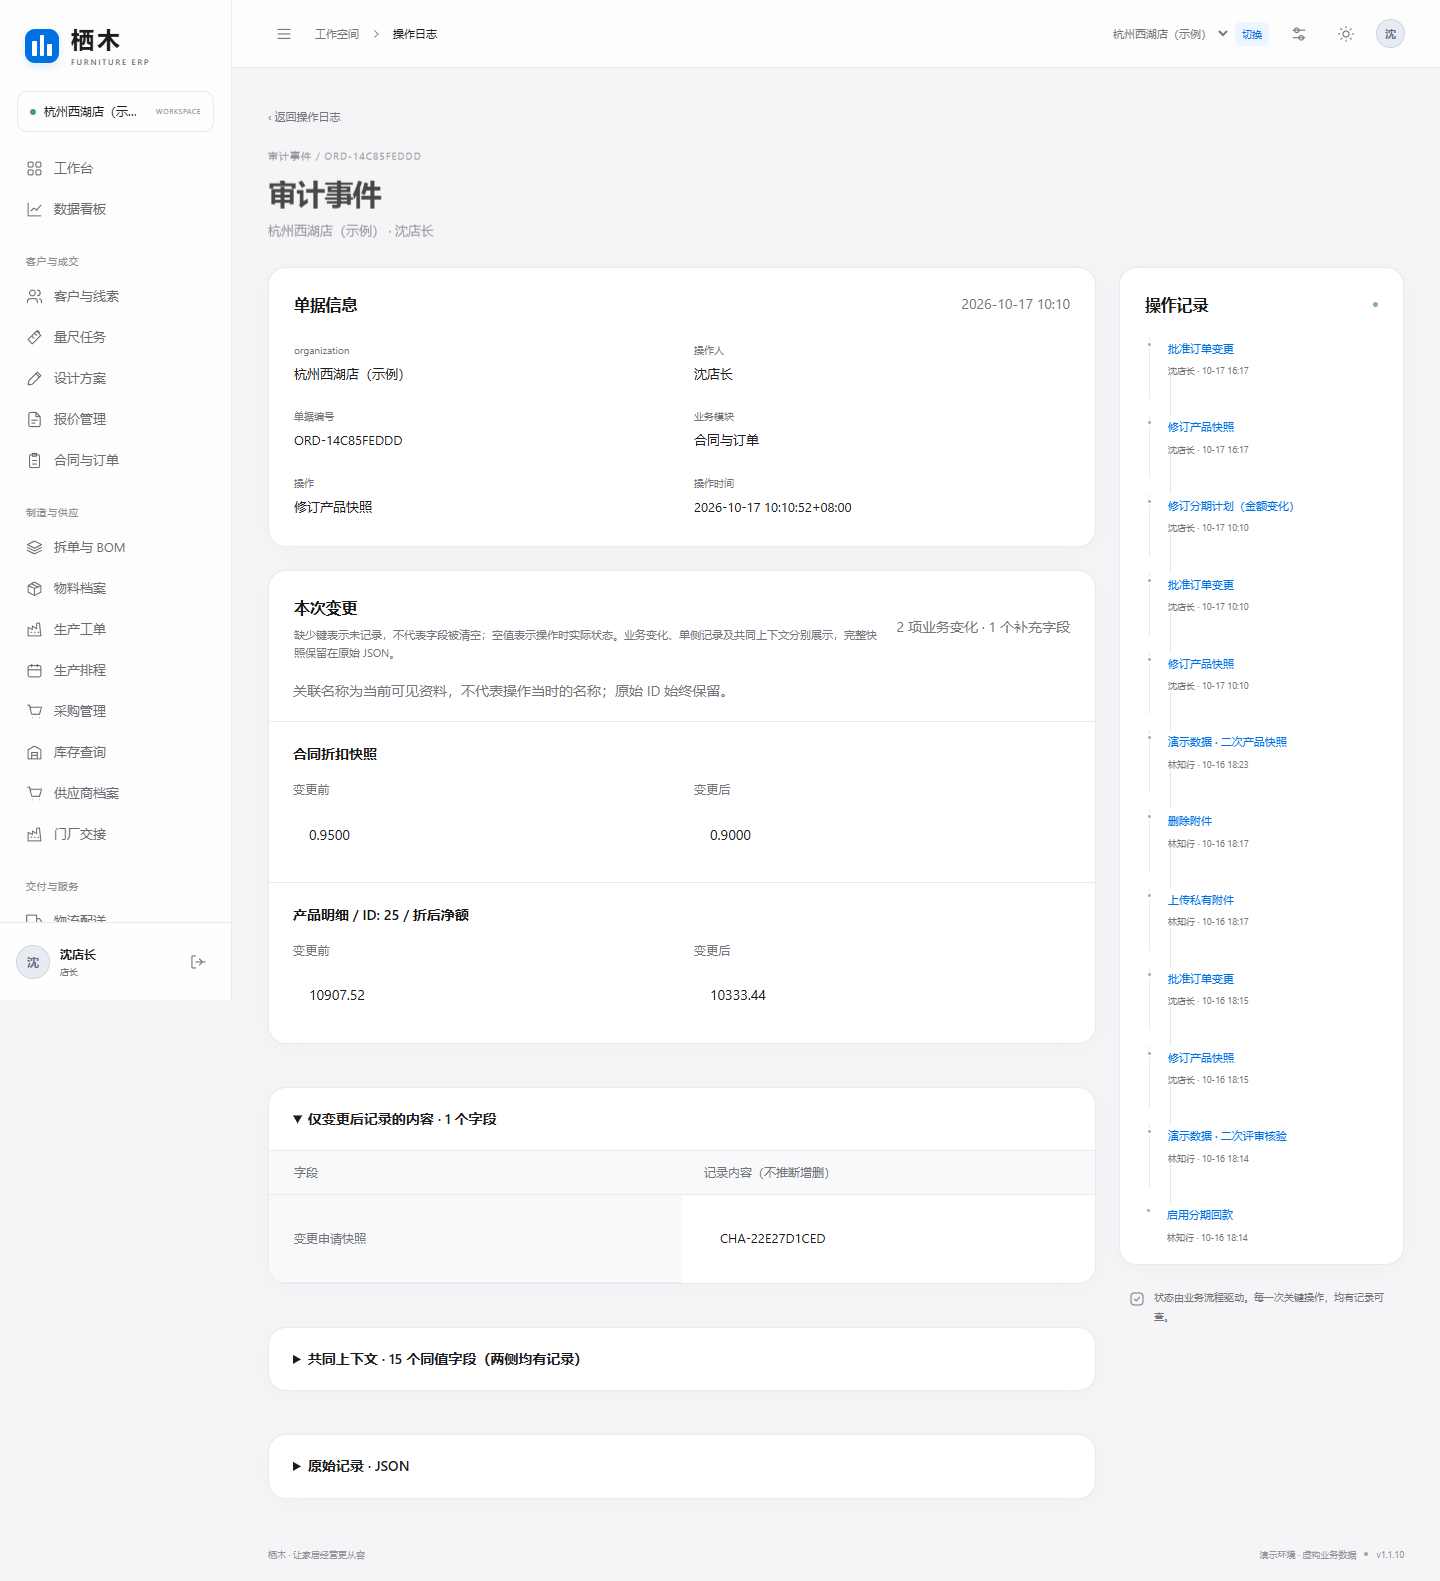 栖木
FURNITURE ERP
杭州西湖店（示...
WORKSPACE
工作台
数据看板
客户与成交
客户与线索
量尺任务
设计方案
报价管理
合同与订单
制造与供应
拆单与 BOM
物料档案
生产工单
生产排程
采购管理
库存查询
供应商档案
门厂交接
交付与服务
物流配送
沈
沈店长
店长
工作空间
操作日志
杭州西湖店（示例）
切换
沈
‹ 返回操作日志
审计事件 / ORD-14C85FEDDD
审计事件
杭州西湖店（示例） · 沈店长
单据信息
2026-10-17 10:10
organization
操作人
杭州西湖店（示例）
沈店长
单据编号
业务模块
ORD-14C85FEDDD
合同与订单
操作
操作时间
修订产品快照
2026-10-17 10:10:52+08:00
本次变更
缺少键表示未记录，不代表字段被清空；空值表示操作时实际状态。业务变化、单侧记录及共同上下文分别展示，完整快
照保留在原始 JSON。
2 项业务变化 · 1 个补充字段
关联名称为当前可见资料，不代表操作当时的名称；原始 ID 始终保留。
合同折扣快照
变更前
变更后
0.9500
0.9000
产品明细 / ID: 25 / 折后净额
变更前
变更后
10907.52
10333.44
▼ 仅变更后记录的内容 · 1 个字段
字段
记录内容（不推断增删）
变更申请快照
CHA-22E27D1CED
▶ 共同上下文 · 15 个同值字段（两侧均有记录）
▶ 原始记录 · JSON
操作记录
批准订单变更
沈店长 · 10-17 16:17
修订产品快照
沈店长 · 10-17 16:17
修订分期计划（金额变化）
沈店长 · 10-17 10:10
批准订单变更
沈店长 · 10-17 10:10
修订产品快照
沈店长 · 10-17 10:10
演示数据 · 二次产品快照
林知行 · 10-16 18:23
删除附件
林知行 · 10-16 18:17
上传私有附件
林知行 · 10-16 18:17
批准订单变更
沈店长 · 10-16 18:15
修订产品快照
沈店长 · 10-16 18:15
演示数据 · 二次评审核验
林知行 · 10-16 18:14
启用分期回款
林知行 · 10-16 18:14
状态由业务流程驱动。每一次关键操作，均有记录可
查。
栖木 · 让家居经营更从容
演示环境 · 虚构业务数据
v1.1.10